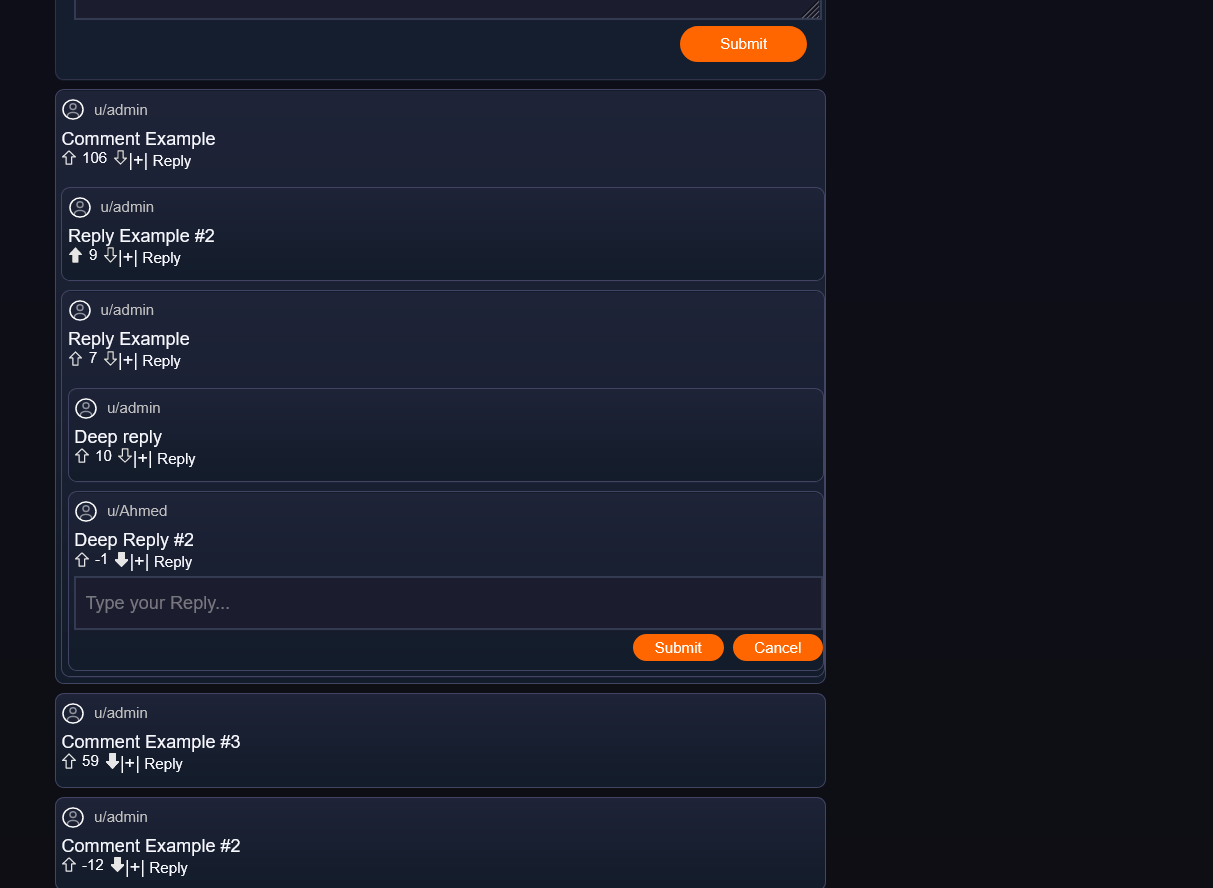 Submit
u/admin
Comment Example
106 |+| Reply
u/admin
Reply Example #2
9 |+| Reply
u/admin
Reply Example
7 |+| Reply
u/admin
Deep reply
10 |+| Reply
u/Ahmed
Deep Reply #2
-1 |+| Reply
Type your Reply...
Submit Cancel
u/admin
Comment Example #3
59 |+| Reply
u/admin
Comment Example #2
-12 |+| Reply